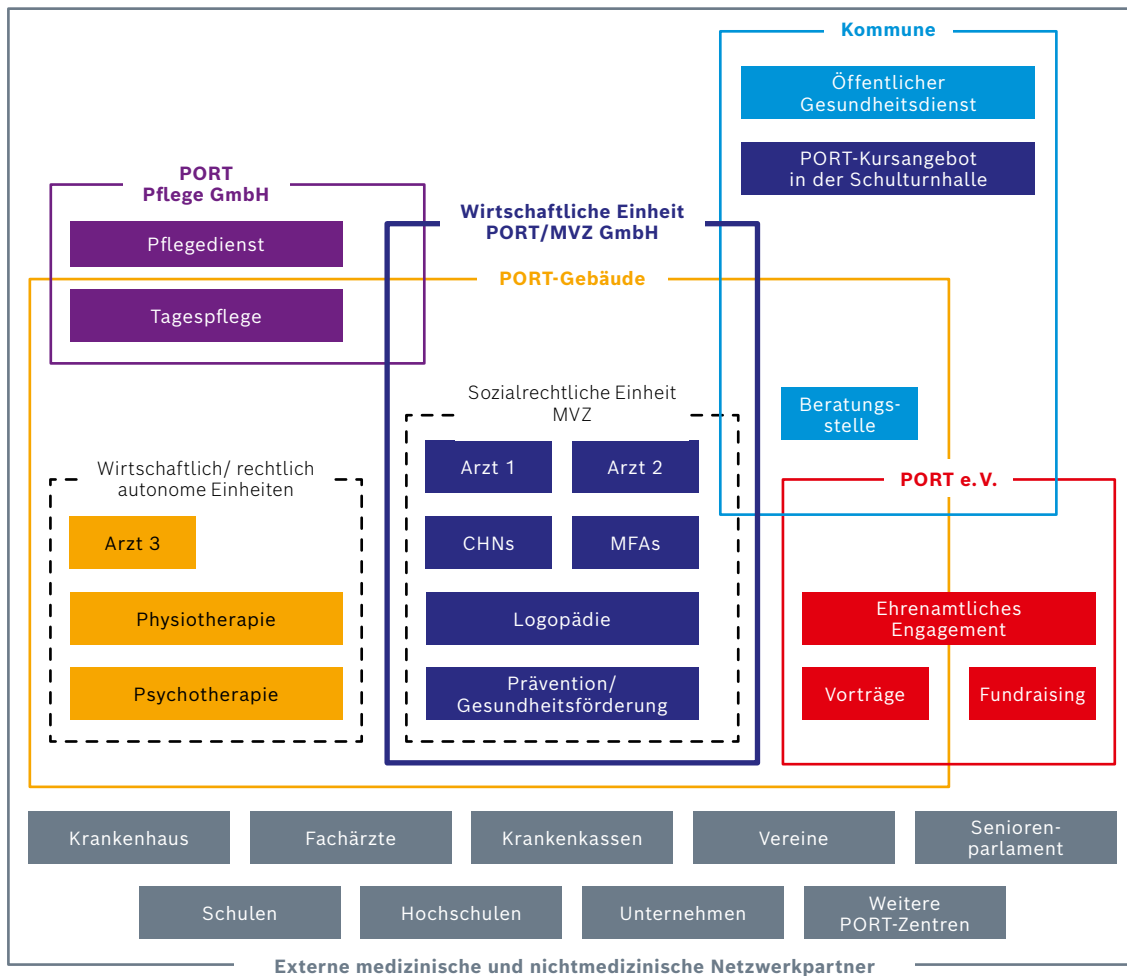 Kommune
Öffentlicher
Gesundheitsdienst
PORT-Kursangebot
in der Schulturnhalle
PORT
Pflege GmbH
Pflegedienst
Wirtschaftliche Einheit
PORT/MVZ GmbH
PORT-Gebäude
Tagespflege
Sozialrechtliche Einheit
MVZ
Beratungs-
stelle
Arzt 1
Arzt 2
Wirtschaftlich/ rechtlich
autonome Einheiten
PORT e. V.
Arzt 3
CHNs
MFAs
Physiotherapie
Logopädie
Ehrenamtliches
Engagement
Psychotherapie
Prävention/
Gesundheitsförderung
Vorträge
Fundraising
Krankenhaus
Fachärzte
Krankenkassen
Vereine
Senioren-
parlament
Schulen
Hochschulen
Unternehmen
Weitere
PORT-Zentren
Externe medizinische und nichtmedizinische Netzwerkpartner